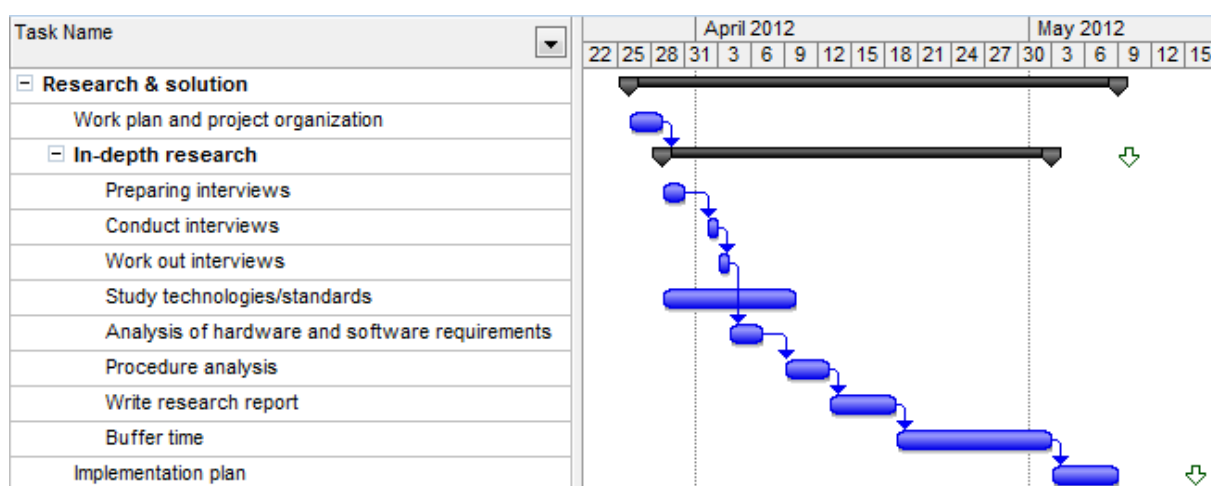 Task Name
April 2012 May 2012
22 25 28 31 3 6 9 12 15 18 21 24 27 30 3 6 9 12 15
Research & solution
Work plan and project organization
In-depth research
Preparing interviews
Conduct interviews
Work out interviews
Study technologies/standards
Analysis of hardware and software requirements
Procedure analysis
Write research report
Buffer time
Implementation plan